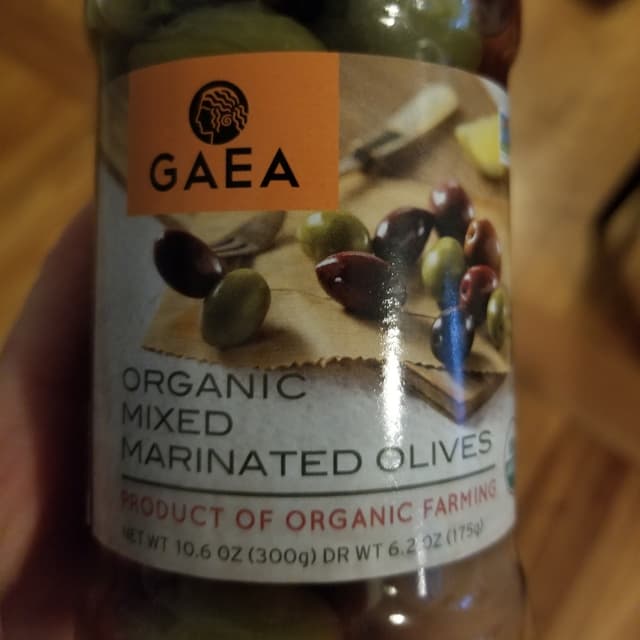 GAEA
ORGANIC
MIXED
MARINATED OLIVES
PRODUCT OF ORGANIC FARMING
NET WT 10.6 OZ (300g) DR WT 6.2 OZ (175g)